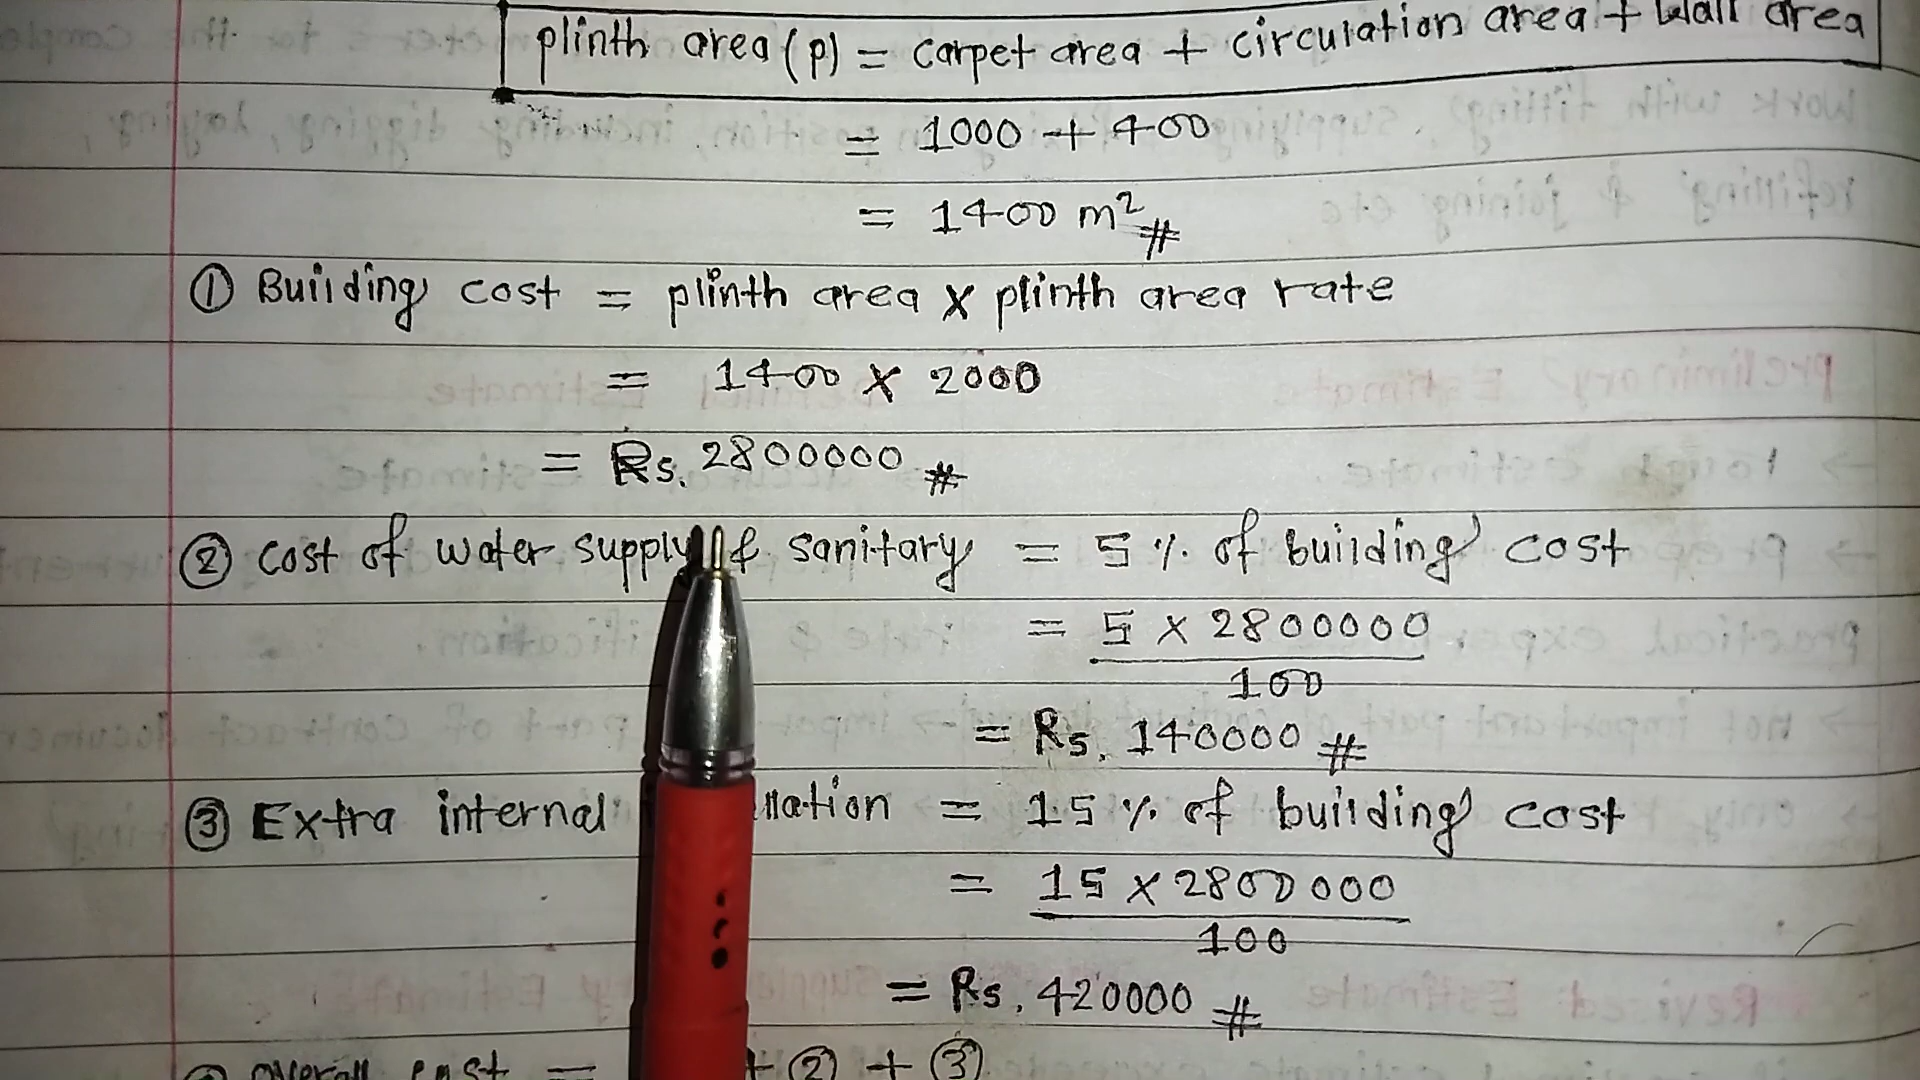 plinth area (p) = carpet area + circulation area + wall area
= 1000 + 400
= 1400 m² #
① Building cost = plinth area x plinth area rate
= 1400 x 2000
= Rs. 2800000 #
② cost of water supply & sanitary = 5 % of building cost
= 5 x 2800000
100
= Rs. 140000 #
③ Extra internal = 15 % of building cost
= 15 x 2800000
100
= Rs. 420000 #
overall cost = + ② + ③